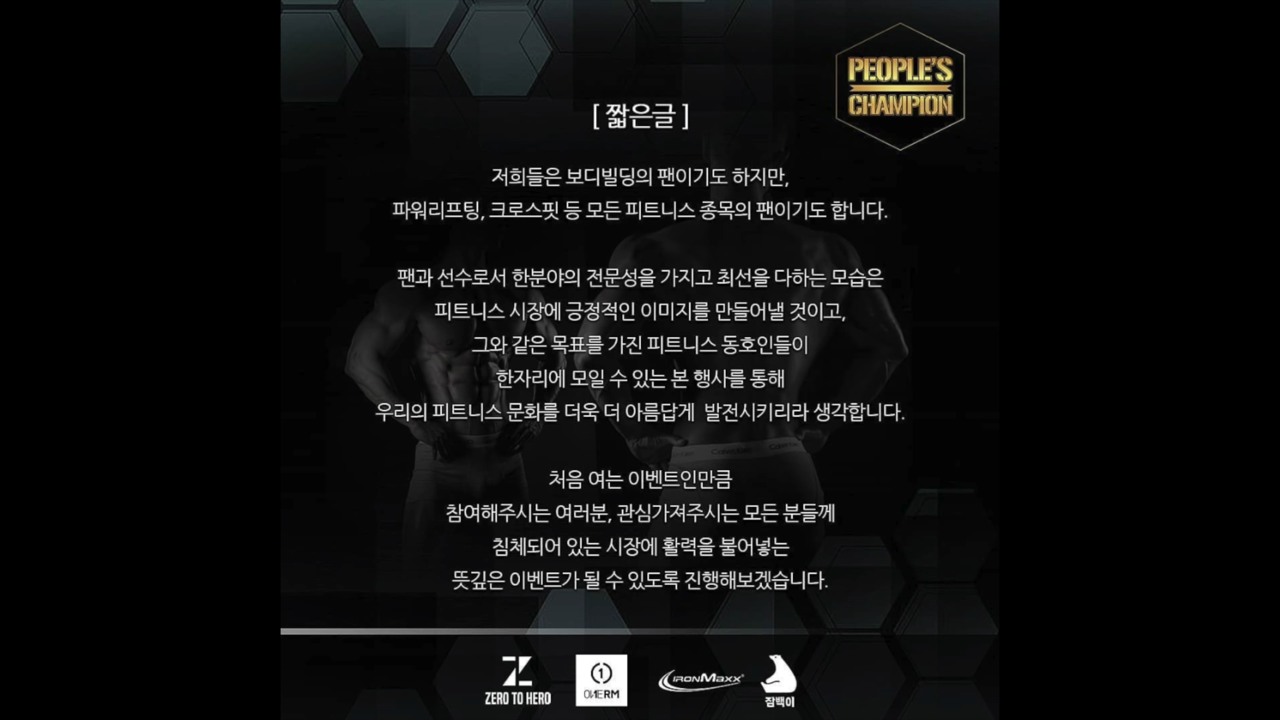 PEOPLE'S
CHAMPION
[ 짧은글 ]
저희들은 보디빌딩의 팬이기도 하지만,
파워리프팅, 크로스핏 등 모든 피트니스 종목의 팬이기도 합니다.
팬과 선수로서 한분야의 전문성을 가지고 최선을 다하는 모습은
피트니스 시장에 긍정적인 이미지를 만들어낼 것이고,
그와 같은 목표를 가진 피트니스 동호인들이
한자리에 모일 수 있는 본 행사를 통해
우리의 피트니스 문화를 더욱 더 아름답게 발전시키리라 생각합니다.
처음 여는 이벤트인만큼
참여해주시는 여러분, 관심가져주시는 모든 분들께
침체되어 있는 시장에 활력을 불어넣는
뜻깊은 이벤트가 될 수 있도록 진행해보겠습니다.
ZERO TO HERO
1
ONERM
IRONMAXX
잠백이